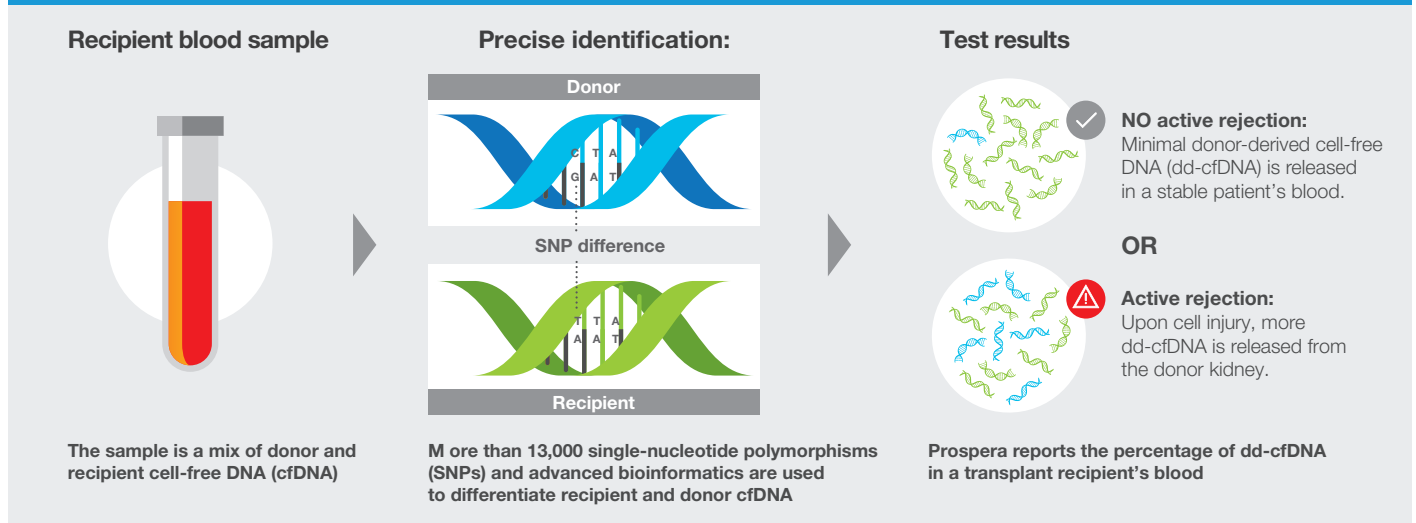 Recipient blood sample
The sample is a mix of donor and
recipient cell-free DNA (cfDNA)
Precise identification:
Donor
C T A
G A T
SNP difference
T T A
A A T
Recipient
M ore than 13,000 single-nucleotide polymorphisms
(SNPs) and advanced bioinformatics are used
to differentiate recipient and donor cfDNA
Test results
NO active rejection:
Minimal donor-derived cell-free
DNA (dd-cfDNA) is released
in a stable patient's blood.
OR
Active rejection:
Upon cell injury, more
dd-cfDNA is released from
the donor kidney.
Prospera reports the percentage of dd-cfDNA
in a transplant recipient's blood